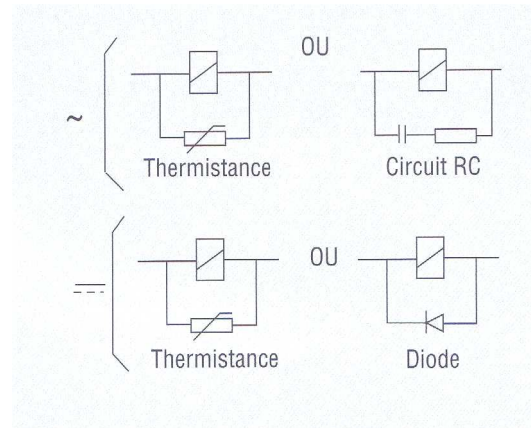 OU
~
Thermistance
Circuit RC
OU
Thermistance
Diode